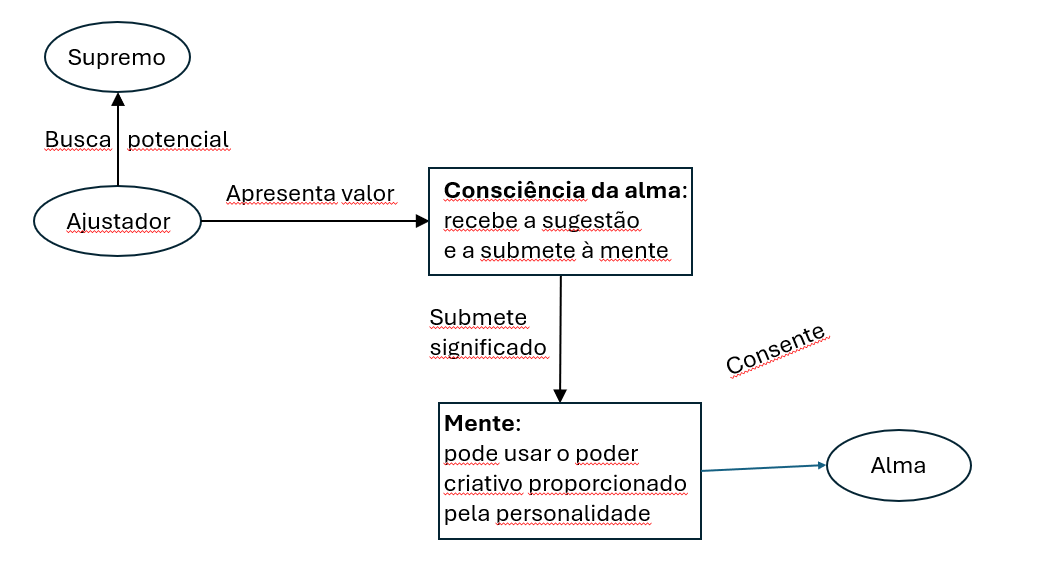 Supremo
Busca potencial
Apresenta valor
Ajustador
Consciência da alma:
recebe a sugestão
e a submete à mente
Submete
significado
Consente
Mente:
pode usar o poder
criativo proporcionado
pela personalidade
Alma